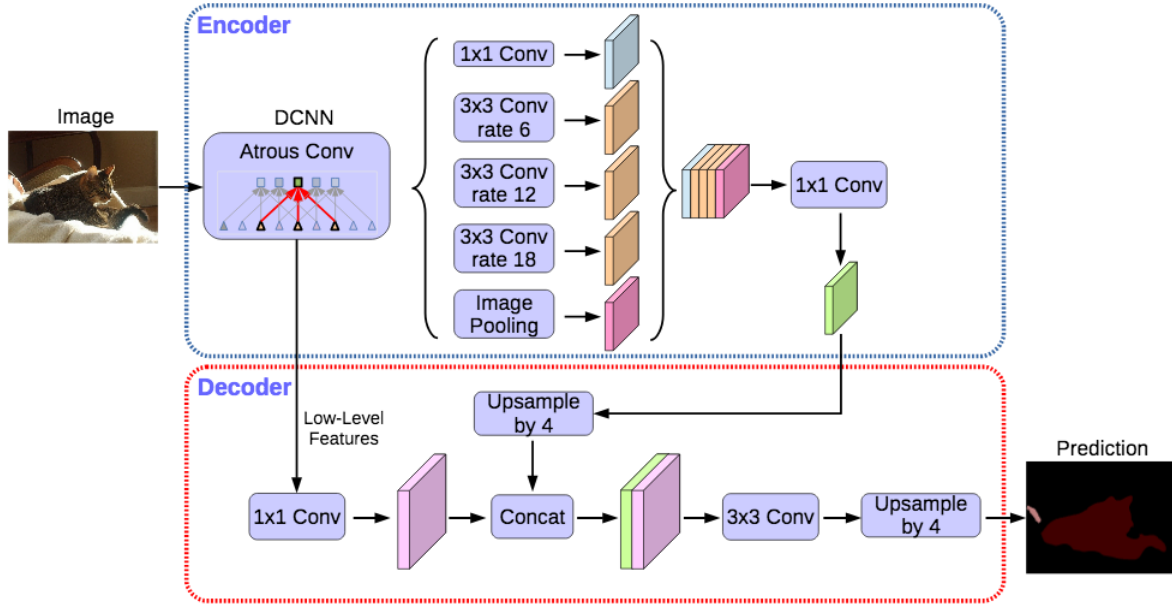 Encoder
Image
DCNN
Atrous Conv
1x1 Conv
3x3 Conv
rate 6
3x3 Conv
rate 12
3x3 Conv
rate 18
Image
Pooling
1x1 Conv
Decoder
Low-Level
Features
Upsample
by 4
1x1 Conv
Concat
3x3 Conv
Upsample
by 4
Prediction